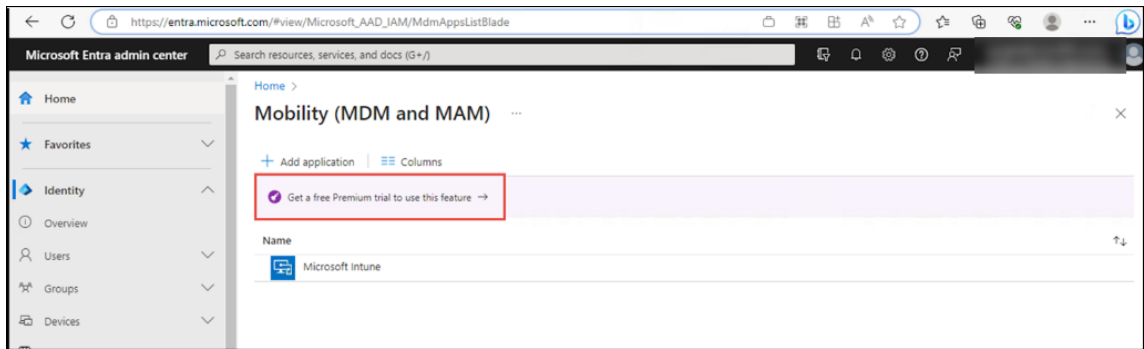 https://entra.microsoft.com/#view/Microsoft_AAD_IAM/MdmAppsListBlade
Microsoft Entra admin center
Search resources, services, and docs (G+/)
Home
Favorites
Identity
Overview
Users
Groups
Devices
Home >
Mobility (MDM and MAM) ...
Add application
Columns
Get a free Premium trial to use this feature →
Name
Microsoft Intune